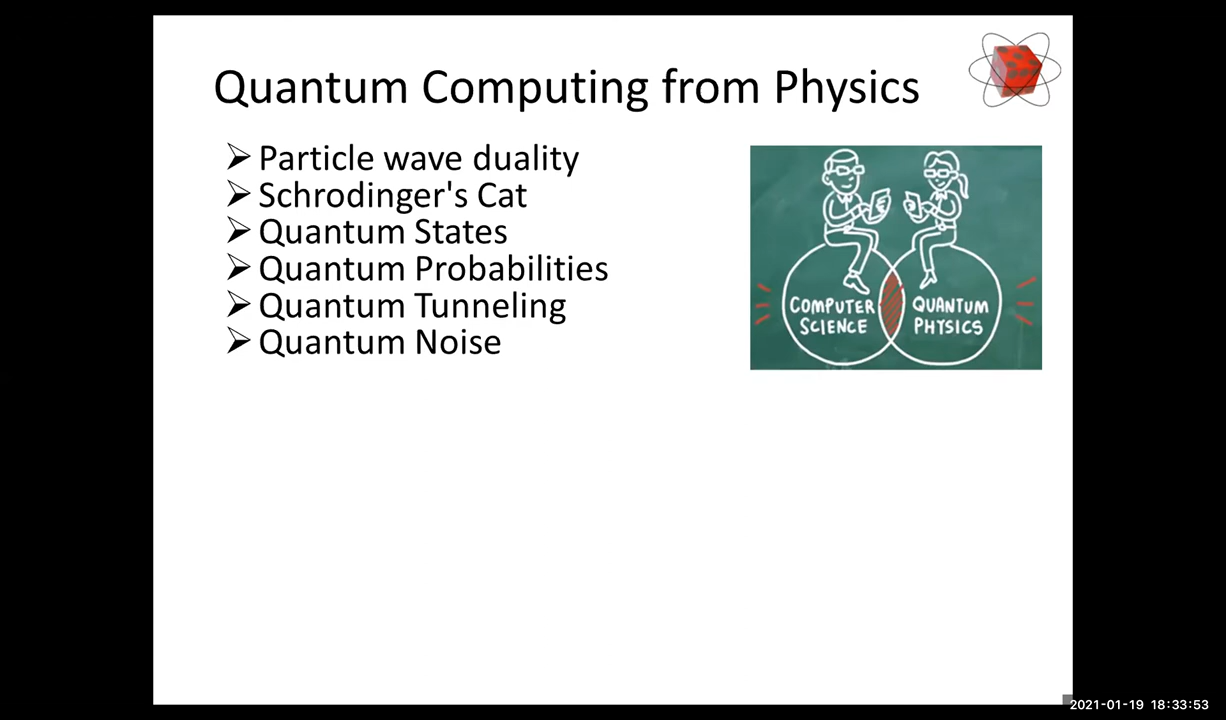 Quantum Computing from Physics
➢ Particle wave duality
➢ Schrodinger's Cat
➢ Quantum States
➢ Quantum Probabilities
➢ Quantum Tunneling
➢ Quantum Noise
COMPUTER SCIENCE
QUANTUM PHYSICS
2021-01-19 18:33:53